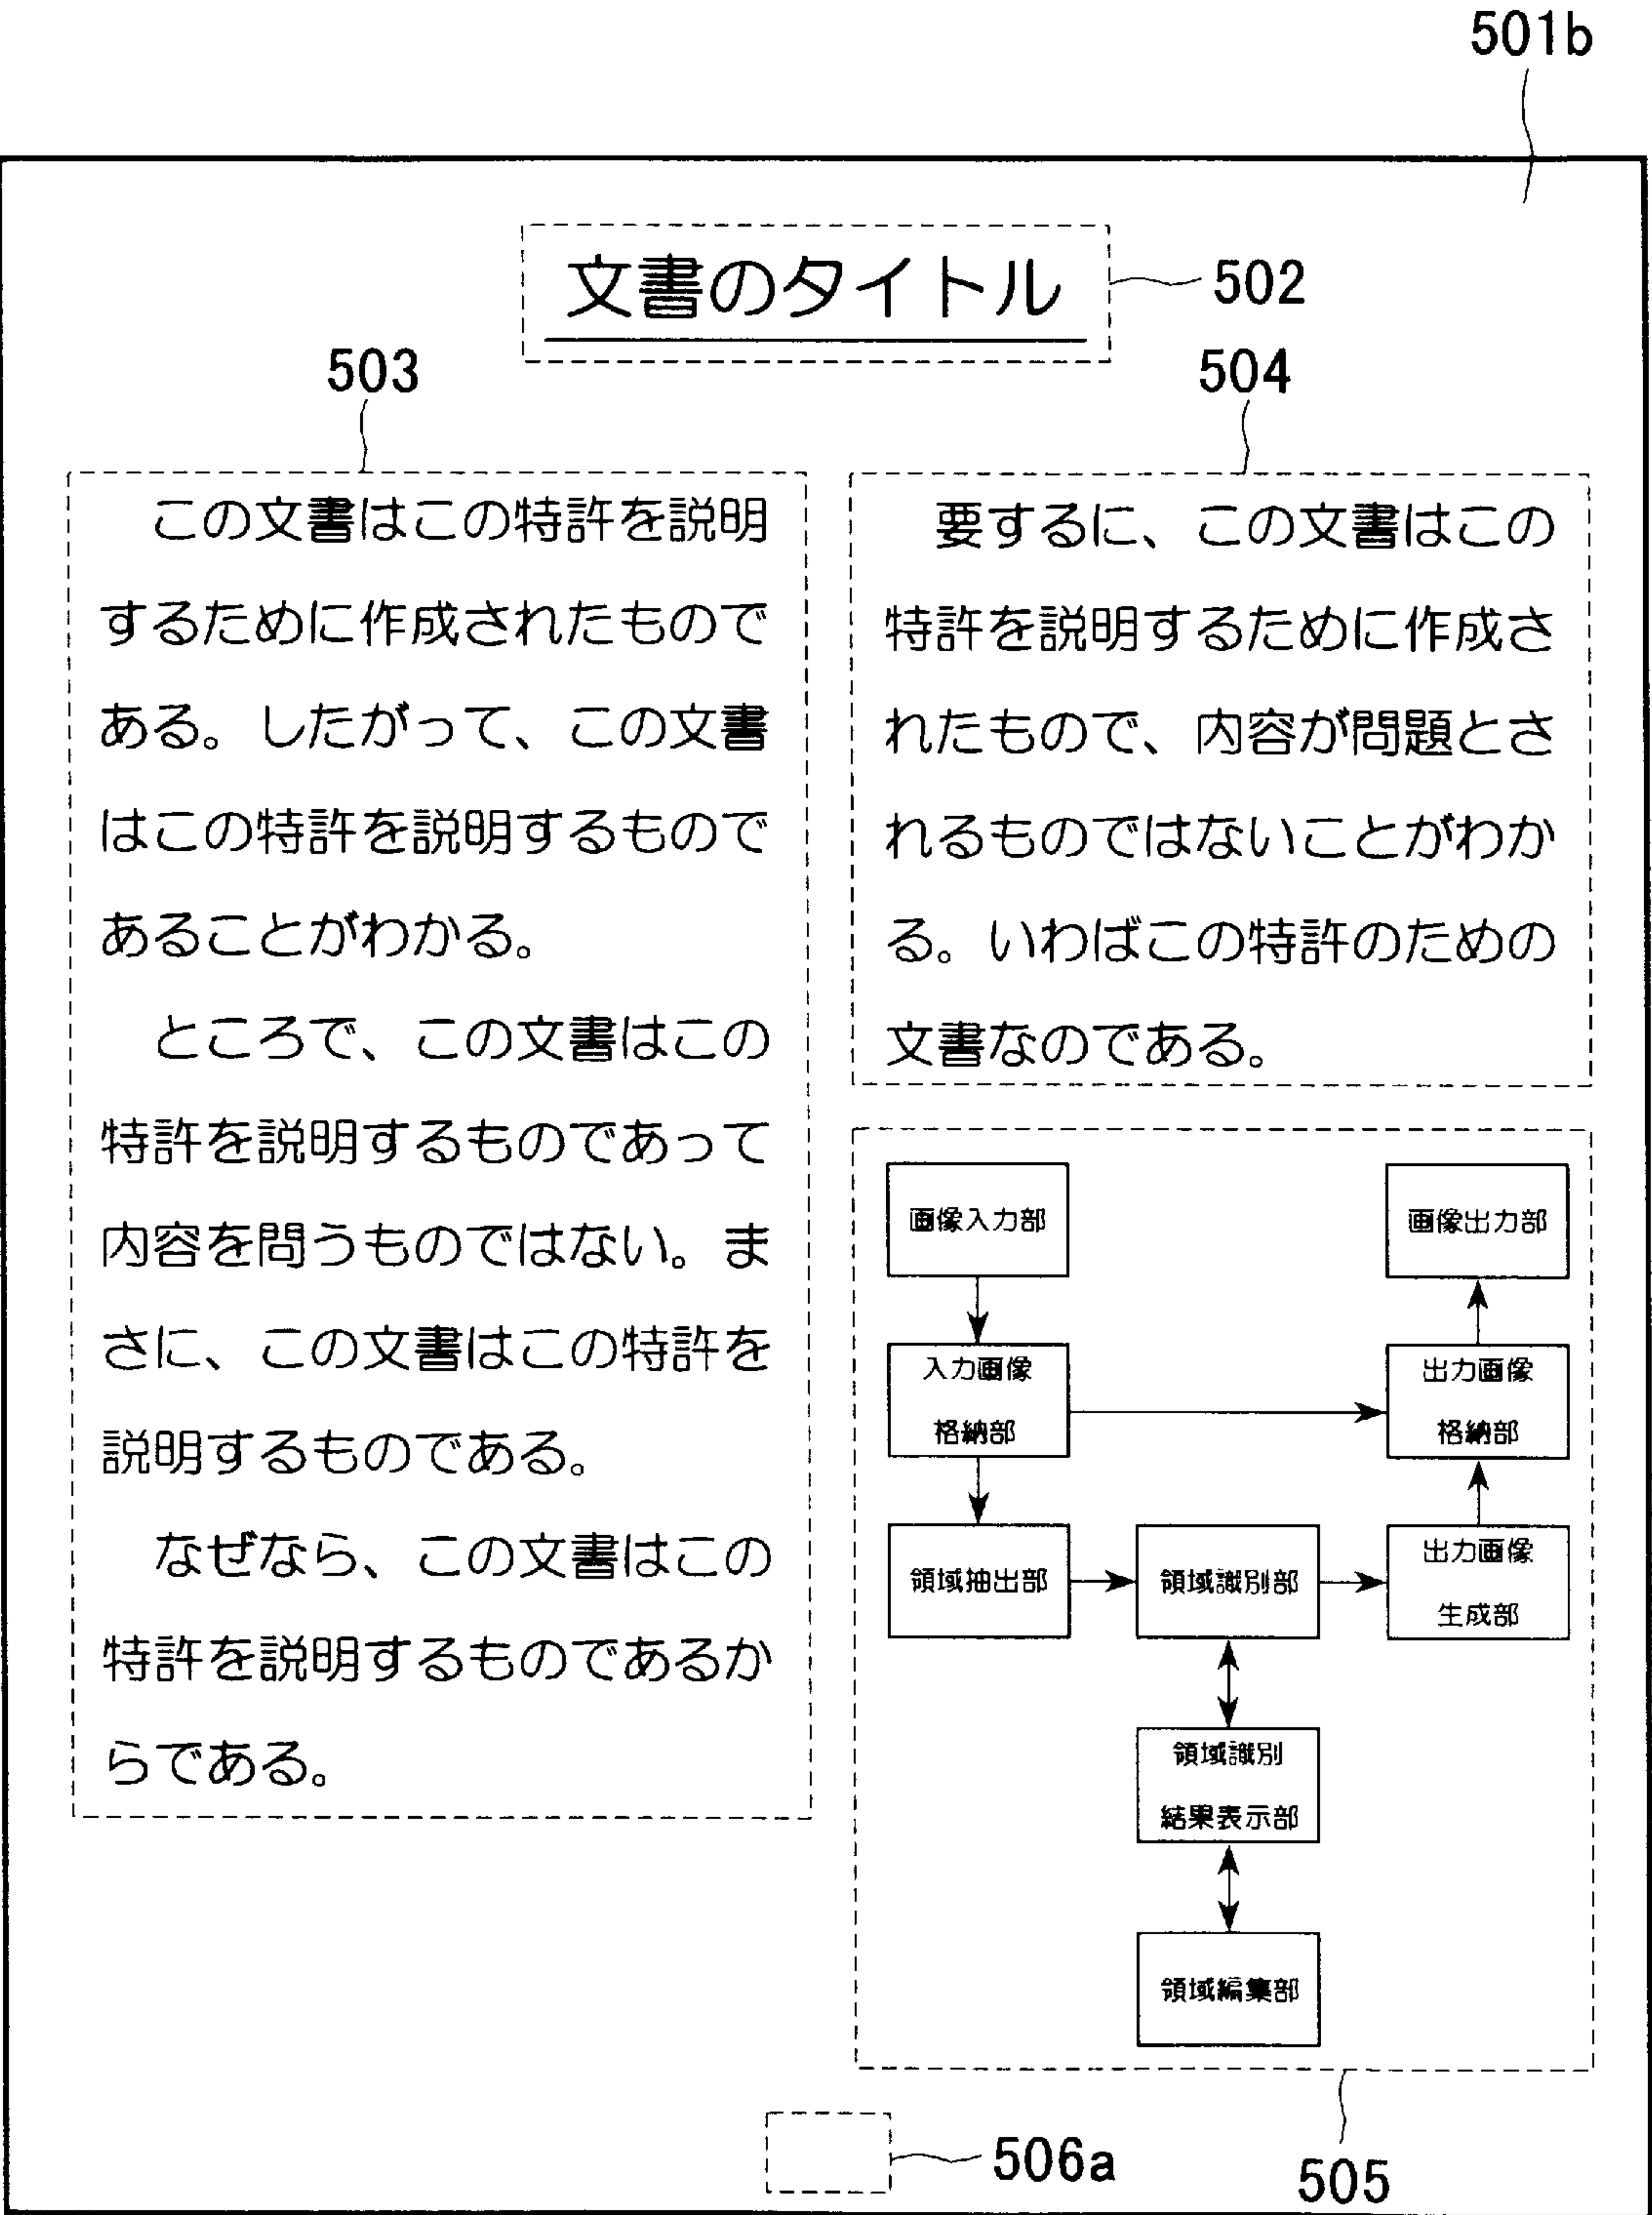 501b
文書のタイトル
502
503
この文書はこの特許を説明
するために作成されたもので
ある。したがって、この文書
はこの特許を説明するもので
あることがわかる。
ところで、この文書はこの
特許を説明するものであって
内容を問うものではない。ま
さに、この文書はこの特許を
説明するものである。
なぜなら、この文書はこの
特許を説明するものであるか
らである。
504
要するに、この文書はこの
特許を説明するために作成さ
れたもので、内容が問題とさ
れるものではないことがわか
る。いわばこの特許のための
文書なのである。
画像入力部
画像出力部
入力画像
格納部
出力画像
格納部
領域抽出部
領域識別部
出力画像
生成部
領域識別
結果表示部
領域編集部
505
506a